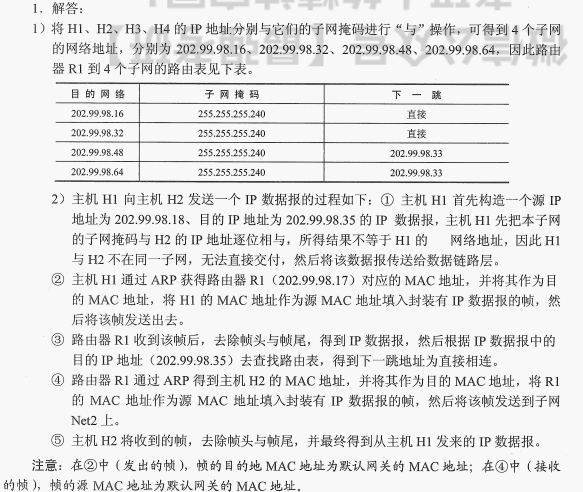 1. 解答:
1)将 H1、H2、H3、H4 的 IP 地址分别与它们的子网掩码进行“与”操作,可得到 4 个子网
的网络地址,分别为 202.99.98.16、202.99.98.32、202.99.98.48、202.99.98.64,因此路由
器 R1 到 4 个子网的路由表见下表。
目 的 网 络 子 网 掩 码 下 一 跳
202.99.98.16 255.255.255.240 直接
202.99.98.32 255.255.255.240 直接
202.99.98.48 255.255.255.240 202.99.98.33
202.99.98.64 255.255.255.240 202.99.98.33
2)主机 H1 向主机 H2 发送一个 IP 数据报的过程如下:① 主机 H1 首先构造一个源 IP
地址为 202.99.98.18、目的 IP 地址为 202.99.98.35 的 IP 数据报,主机 H1 先把本子网
的子网掩码与 H2 的 IP 地址逐位相与,所得结果不等于 H1 的 网络地址,因此 H1
与 H2 不在同一子网,无法直接交付,然后将该数据报传送给数据链路层。
② 主机 H1 通过 ARP 获得路由器 R1(202.99.98.17)对应的 MAC 地址,并将其作为目
的 MAC 地址,将 H1 的 MAC 地址作为源 MAC 地址填入封装有 IP 数据报的帧,然
后将该帧发送出去。
③ 路由器 R1 收到该帧后,去除帧头与帧尾,得到 IP 数据报,然后根据 IP 数据报中的
目的 IP 地址(202.99.98.35)去查找路由表,得到下一跳地址为直接相连。
④ 路由器 R1 通过 ARP 得到主机 H2 的 MAC 地址,并将其作为目的 MAC 地址,将 R1
的 MAC 地址作为源 MAC 地址填入封装有 IP 数据报的帧,然后将该帧发送到子网
Net2 上。
⑤ 主机 H2 将收到的帧,去除帧头与帧尾,并最终得到从主机 H1 发来的 IP 数据报。
注意:在②中(发出的帧),帧的目的地 MAC 地址为默认网关的 MAC 地址;在④中(接收
的帧),帧的源 MAC 地址为默认网关的 MAC 地址。